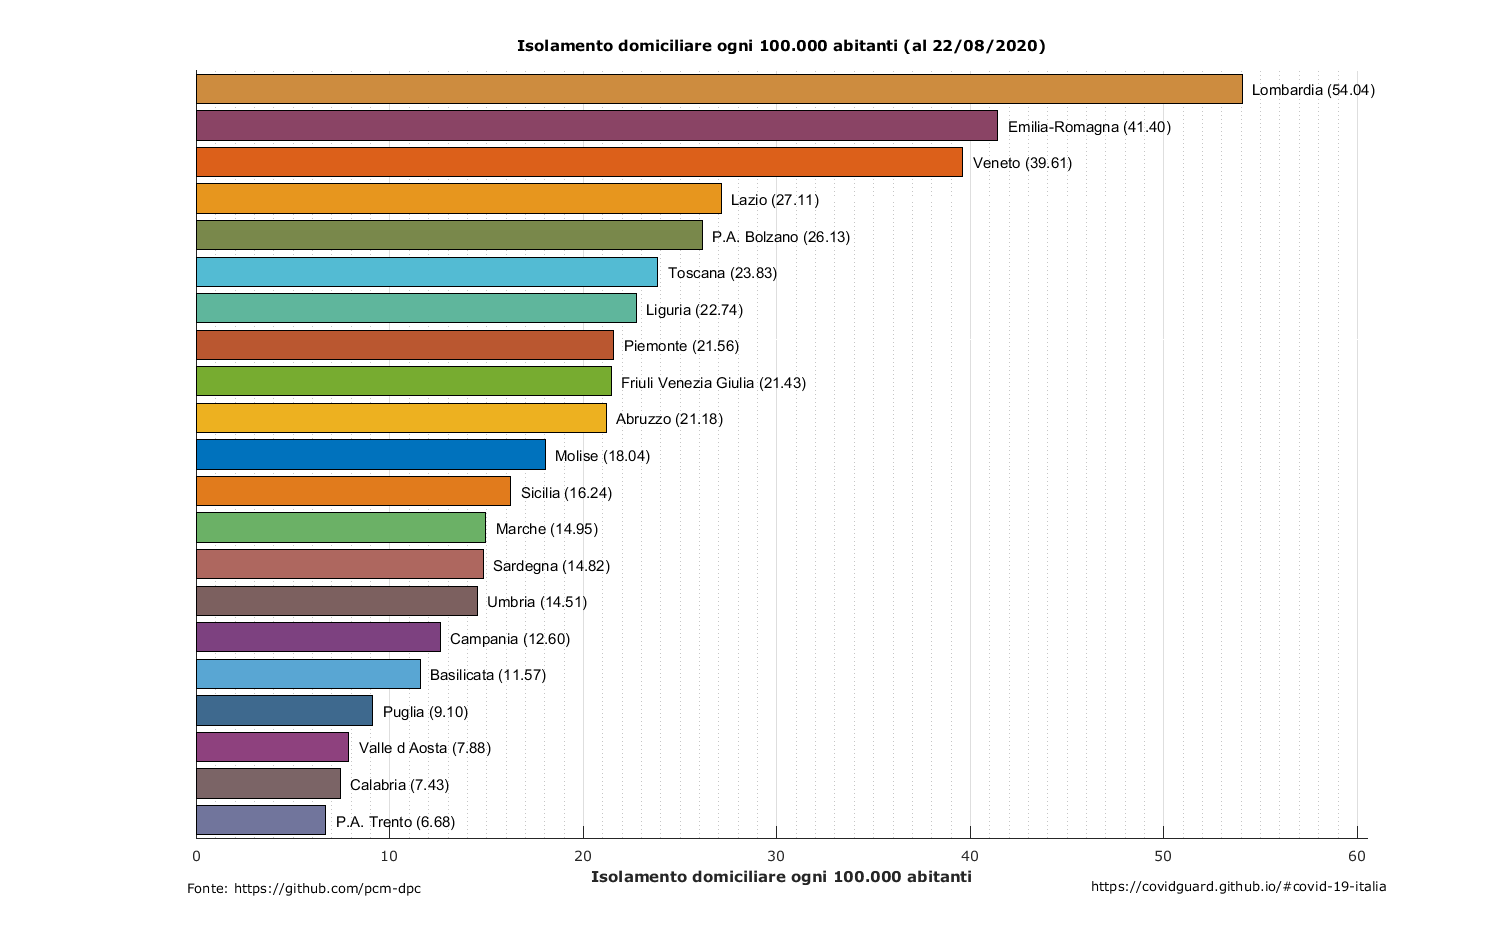 Isolamento domiciliare ogni 100.000 abitanti (al 22/08/2020)
Lombardia (54.04)
Emilia-Romagna (41.40)
Veneto (39.61)
Lazio (27.11)
P.A. Bolzano (26.13)
Toscana (23.83)
Liguria (22.74)
Piemonte (21.56)
Friuli Venezia Giulia (21.43)
Abruzzo (21.18)
Molise (18.04)
Sicilia (16.24)
Marche (14.95)
Sardegna (14.82)
Umbria (14.51)
Campania (12.60)
Basilicata (11.57)
Puglia (9.10)
Valle d Aosta (7.88)
Calabria (7.43)
P.A. Trento (6.68)
0 10 20 30 40 50 60
Isolamento domiciliare ogni 100.000 abitanti
Fonte: https://github.com/pcm-dpc
https://covidguard.github.io/#covid-19-italia